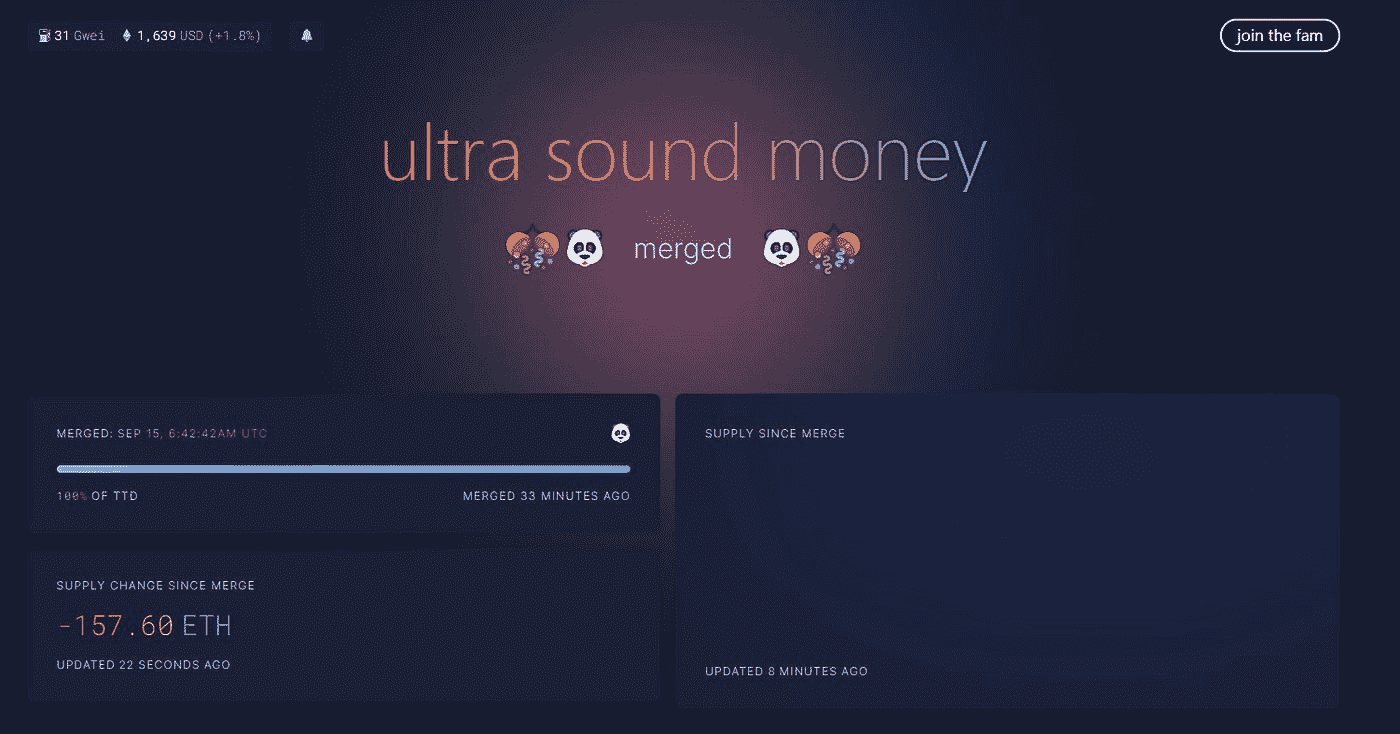 31 Gwei 1,639 USD (+1.8%)
join the fam
ultra sound money
merged
MERGED: SEP 15, 6:42:42AM UTC
100% OF TTD
MERGED 33 MINUTES AGO
SUPPLY CHANGE SINCE MERGE
-157.60 ETH
UPDATED 22 SECONDS AGO
SUPPLY SINCE MERGE
UPDATED 8 MINUTES AGO